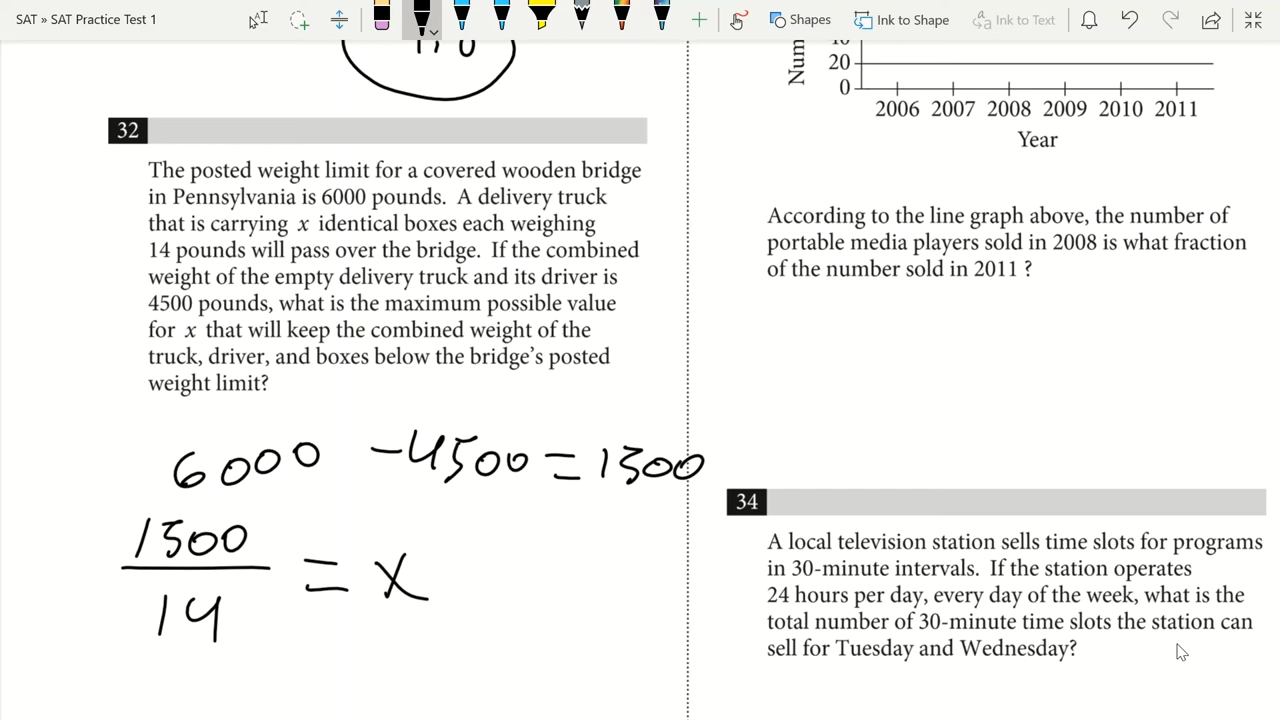 SAT » SAT Practice Test 1
Shapes
Ink to Shape
Ink to Text
32
The posted weight limit for a covered wooden bridge
in Pennsylvania is 6000 pounds. A delivery truck
that is carrying x identical boxes each weighing
14 pounds will pass over the bridge. If the combined
weight of the empty delivery truck and its driver is
4500 pounds, what is the maximum possible value
for x that will keep the combined weight of the
truck, driver, and boxes below the bridge's posted
weight limit?
6000 -4500=1500
1500
= x
14
Num
20
0
2006 2007 2008 2009 2010 2011
Year
According to the line graph above, the number of
portable media players sold in 2008 is what fraction
of the number sold in 2011 ?
34
A local television station sells time slots for programs
in 30-minute intervals. If the station operates
24 hours per day, every day of the week, what is the
total number of 30-minute time slots the station can
sell for Tuesday and Wednesday?